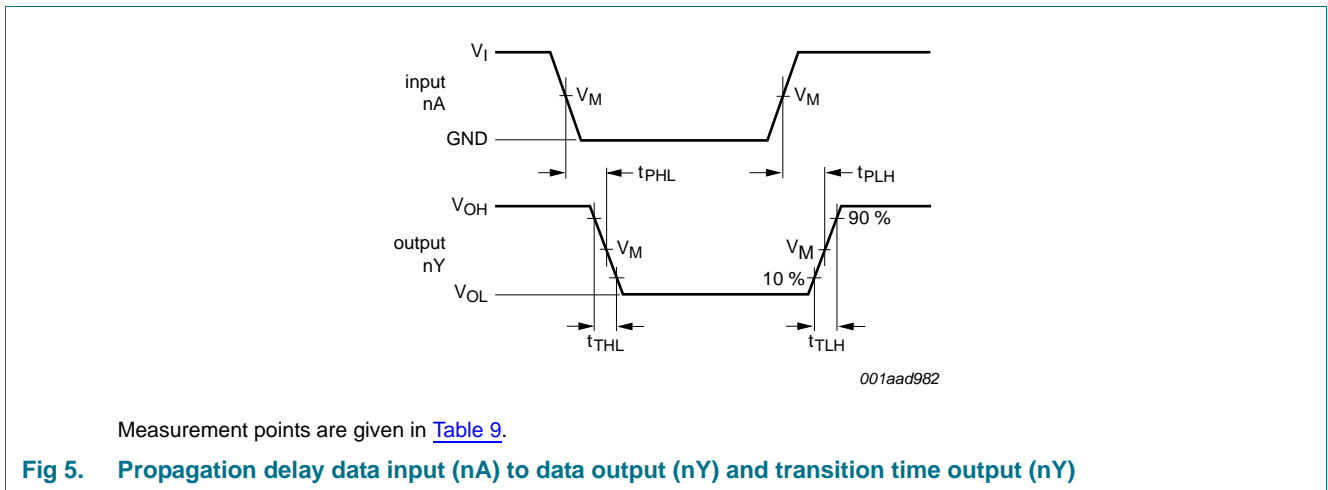 VI
input
nA
VM
VM
GND
tPHL
tPLH
VOH
90 %
output
nY
VM
VM
10 %
VOL
tTHL
tTLH
001aad982
Measurement points are given in Table 9.
Fig 5. Propagation delay data input (nA) to data output (nY) and transition time output (nY)